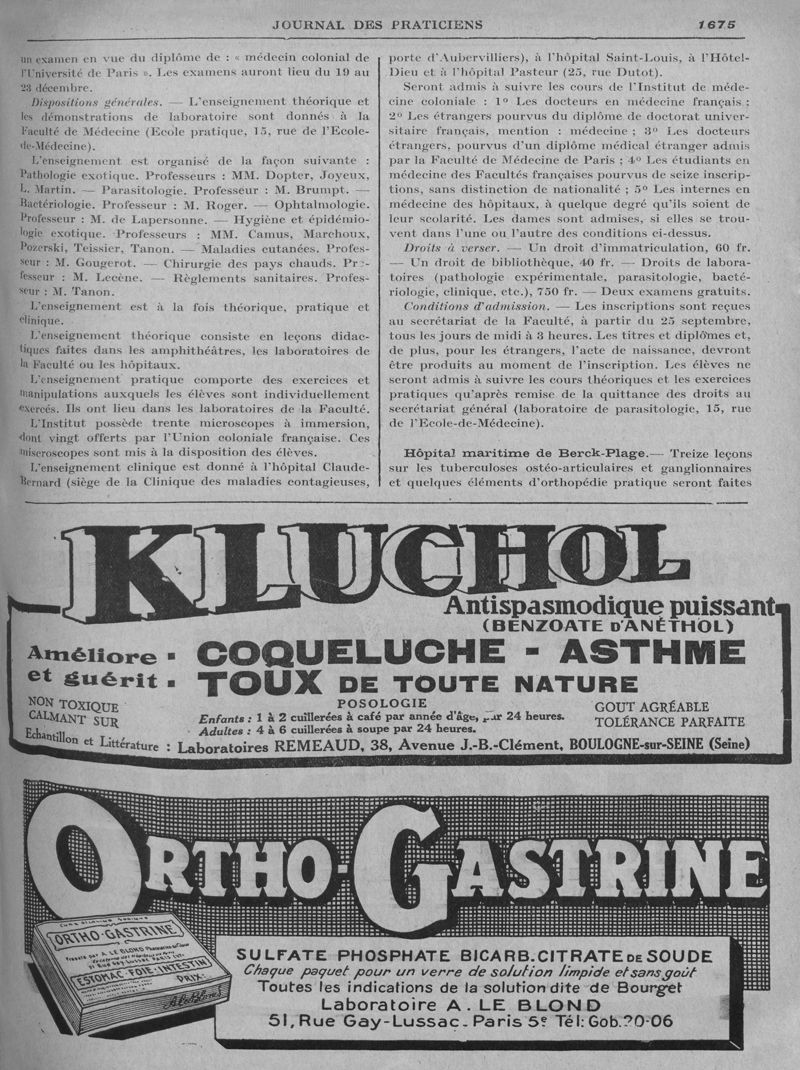 JOURNAL DES PRATICIENS 1675
un examen en vue du diplôme de : « médecin colonial de
l'Université de Paris ». Les examens auront lieu du 19 au
23 décembre.
Dispositions générales. — L'enseignement théorique et
les démonstrations de laboratoire sont donnés à la
Faculté de Médecine (Ecole pratique, 15, rue de l'Ecole-
de-Médecine).
L'enseignement est organisé de la façon suivante :
Pathologie exotique. Professeurs : MM. Dopter, Joyeux,
L. Martin. — Parasitologie. Professeur : M. Brumpt. —
Bactériologie. Professeur : M. Roger. — Ophtalmologie.
Professeur : M. de Lapersonne. — Hygiène et épidémio-
logie exotique. Professeurs : MM. Camus, Marchoux,
Pozerski, Teissier, Tanon. — Maladies cutanées. Profes-
seur : M. Gougerot. — Chirurgie des pays chauds. Pro-
fesseur : M. Lecène. — Règlements sanitaires. Profes-
seur : M. Tanon.
L'enseignement est à la fois théorique, pratique et
clinique.
L'enseignement théorique consiste en leçons didac-
tiques faites dans les amphithéâtres, les laboratoires de
la Faculté ou les hôpitaux.
L'enseignement pratique comporte des exercices et
manipulations auxquels les élèves sont individuellement
exercés. Ils ont lieu dans les laboratoires de la Faculté.
L'Institut possède trente microscopes à immersion,
dont vingt offerts par l'Union coloniale française. Ces
miscroscopes sont mis à la disposition des élèves.
L'enseignement clinique est donné à l'hôpital Claude-
Bernard (siège de la Clinique des maladies contagieuses,
porte d'Aubervilliers), à l'hôpital Saint-Louis, à l'Hôtel-
Dieu et à l'hôpital Pasteur (25, rue Dutot).
Seront admis à suivre les cours de l'Institut de méde-
cine coloniale : 1° Les docteurs en médecine français ;
2° Les étrangers pourvus du diplôme de doctorat univer-
sitaire français, mention : médecine ; 3° Les docteurs
étrangers, pourvus d'un diplôme médical étranger admis
par la Faculté de Médecine de Paris ; 4° Les étudiants en
médecine des Facultés françaises pourvus de seize inscrip-
tions, sans distinction de nationalité ; 5° Les internes en
médecine des hôpitaux, à quelque degré qu'ils soient de
leur scolarité. Les dames sont admises, si elles se trou-
vent dans l'une ou l'autre des conditions ci-dessus.
Droits à verser. — Un droit d'immatriculation, 60 fr.
— Un droit de bibliothèque, 40 fr. — Droits de labora-
toires (pathologie expérimentale, parasitologie, bacté-
riologie, clinique, etc.), 750 fr. — Deux examens gratuits.
Conditions d'admission. — Les inscriptions sont reçues
au secrétariat de la Faculté, à partir du 25 septembre,
tous les jours de midi à 3 heures. Les titres et diplômes et,
de plus, pour les étrangers, l'acte de naissance, devront
être produits au moment de l'inscription. Les élèves ne
seront admis à suivre les cours théoriques et les exercices
pratiques qu'après remise de la quittance des droits au
secrétariat général (laboratoire de parasitologie, 15, rue
de l'Ecole-de-Médecine).
Hôpital maritime de Berck-Plage. — Treize leçons
sur les tuberculoses ostéo-articulaires et ganglionnaires
et quelques éléments d'orthopédie pratique seront faites
KLUCHOL
Antispasmodique puissant
(BENZOATE D'ANÉTHOL)
Améliore
et guérit
COQUELUCHE - ASTHME
TOUX DE TOUTE NATURE
NON TOXIQUE
CALMANT SUR
POSOLOGIE
Enfants : 1 à 2 cuillerées à café par année d'âge, par 24 heures.
Adultes : 4 à 6 cuillerées à soupe par 24 heures.
GOUT AGRÉABLE
TOLÉRANCE PARFAITE
Echantillon et Littérature : Laboratoires REMEAUD, 38, Avenue J.-B.-Clément, BOULOGNE-sur-SEINE (Seine)
ORTHO-GASTRINE
ORTHO-GASTRINE
A. LE BLOND
ESTOMAC-FOIE-INTESTIN
PRIX:
SULFATE PHOSPHATE BICARB. CITRATE DE SOUDE
Chaque paquet pour un verre de solution limpide et sans goût
Toutes les indications de la solution dite de Bourget
Laboratoire A. LE BLOND
51, Rue Gay-Lussac - Paris 5e Tél: Gob. 70-06